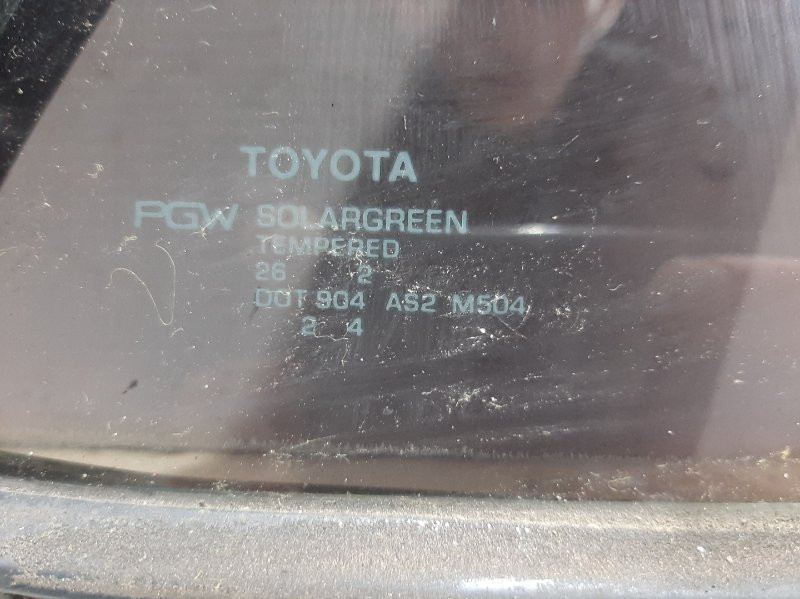 TOYOTA
PGW SOLARGREEN
TEMPERED
26 2
DOT 904 AS2 M504
2 4